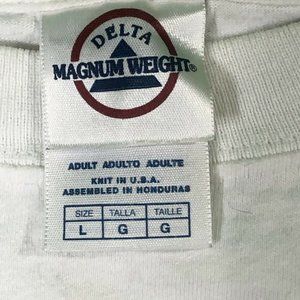 DELTA
MAGNUM WEIGHT®
ADULT ADULTO ADULTE
KNIT IN U.S.A.
ASSEMBLED IN HONDURAS
SIZE TALLA TAILLE
L G G